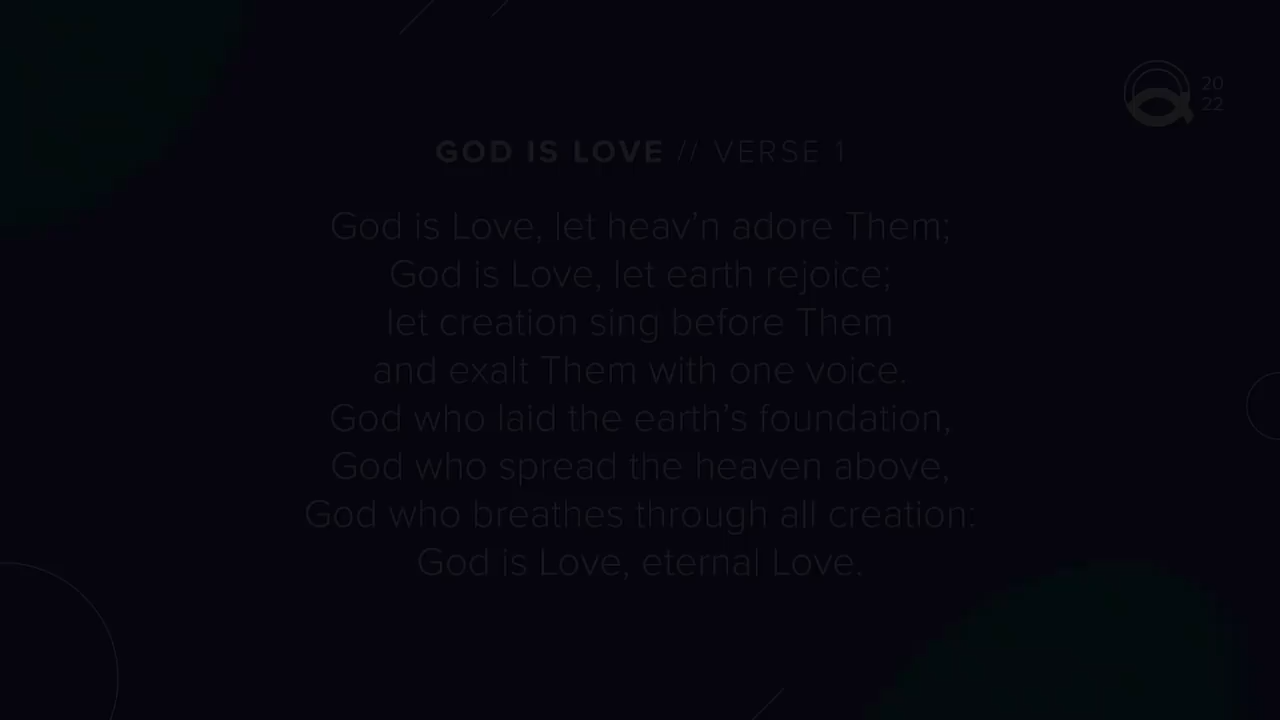 20
22
GOD IS LOVE // VERSE 1
God is Love, let heav’n adore Them;
God is Love, let earth rejoice;
let creation sing before Them
and exalt Them with one voice.
God who laid the earth’s foundation,
God who spread the heaven above,
God who breathes through all creation:
God is Love, eternal Love.